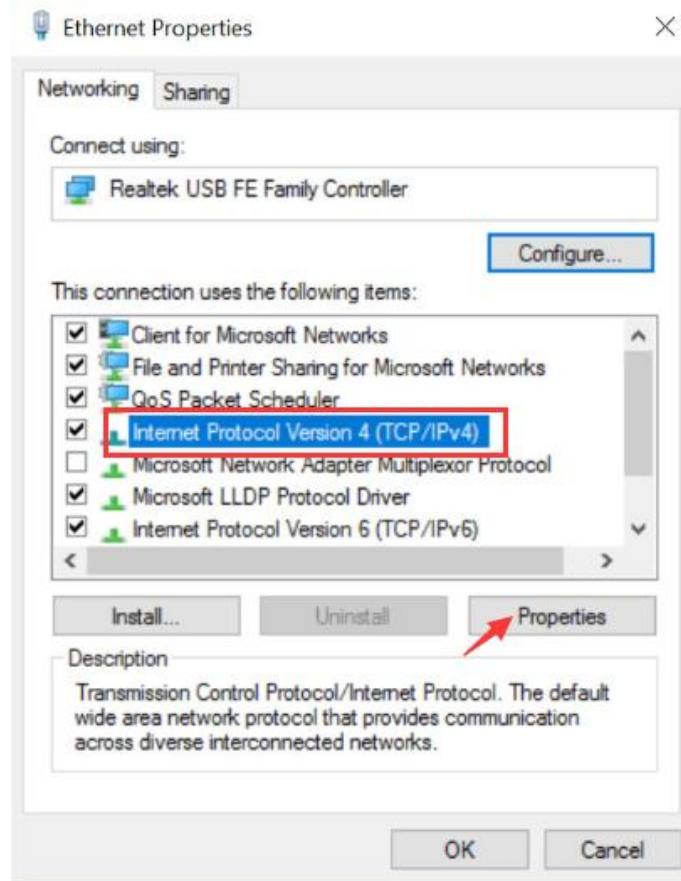 Ethernet Properties
Networking Sharing
Connect using:
Realtek USB FE Family Controller
Configure...
This connection uses the following items:
Client for Microsoft Networks
File and Printer Sharing for Microsoft Networks
QoS Packet Scheduler
Internet Protocol Version 4 (TCP/IPv4)
Microsoft Network Adapter Multiplexor Protocol
Microsoft LLDP Protocol Driver
Internet Protocol Version 6 (TCP/IPv6)
Install... Uninstall Properties
Description
Transmission Control Protocol/Internet Protocol. The default
wide area network protocol that provides communication
across diverse interconnected networks.
OK Cancel